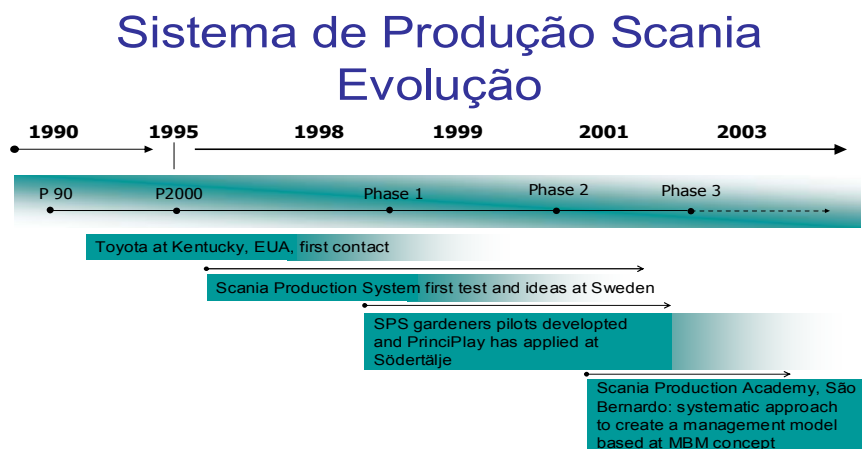 Sistema de Produção Scania
Evolução
1990 1995 1998 1999 2001 2003
P 90 P2000 Phase 1 Phase 2 Phase 3
Toyota at Kentucky, EUA, first contact
Scania Production System first test and ideas at Sweden
SPS gardeners pilots developted
and PrinciPlay has applied at
Södertälje
Scania Production Academy, São
Bernardo: systematic approach
to create a management model
based at MBM concept